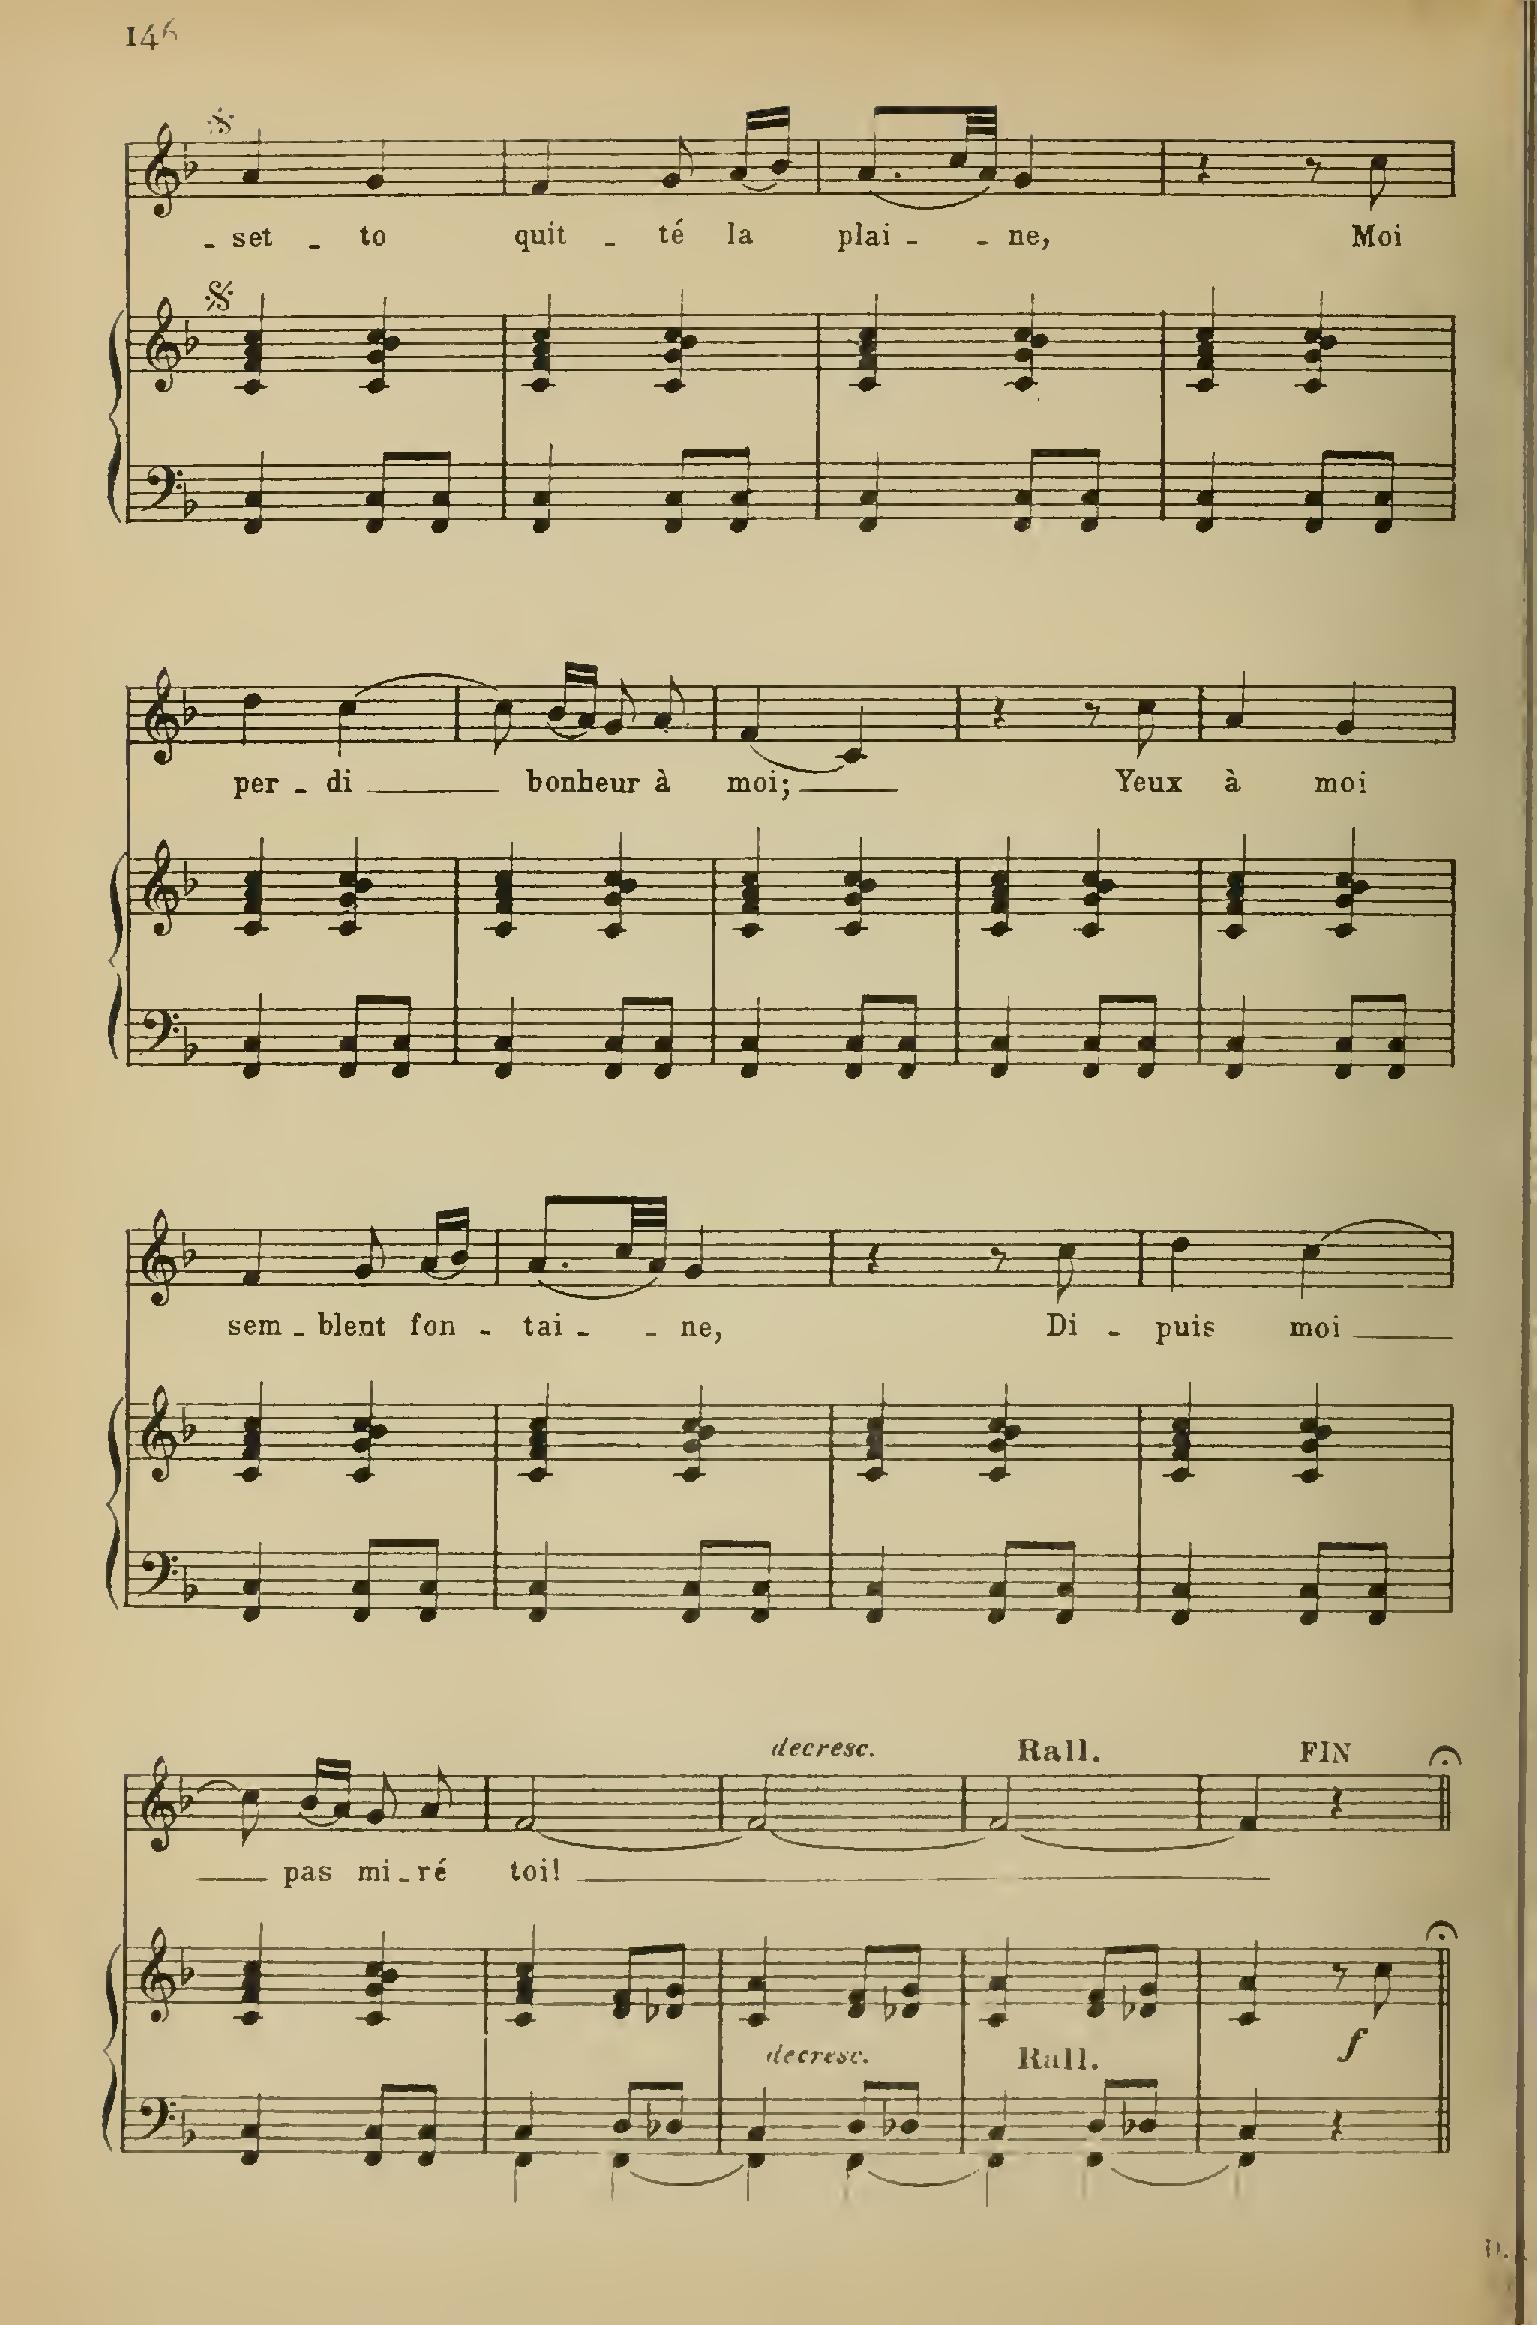 146
- set - to quit - té la plai - - ne, Moi
per - di bonheur à moi; Yeux à moi
sem - blent fon - tai - - ne, Di - puis moi
decresc. Rall. FIN
pas mi - ré toi!
decresc. Rall. f